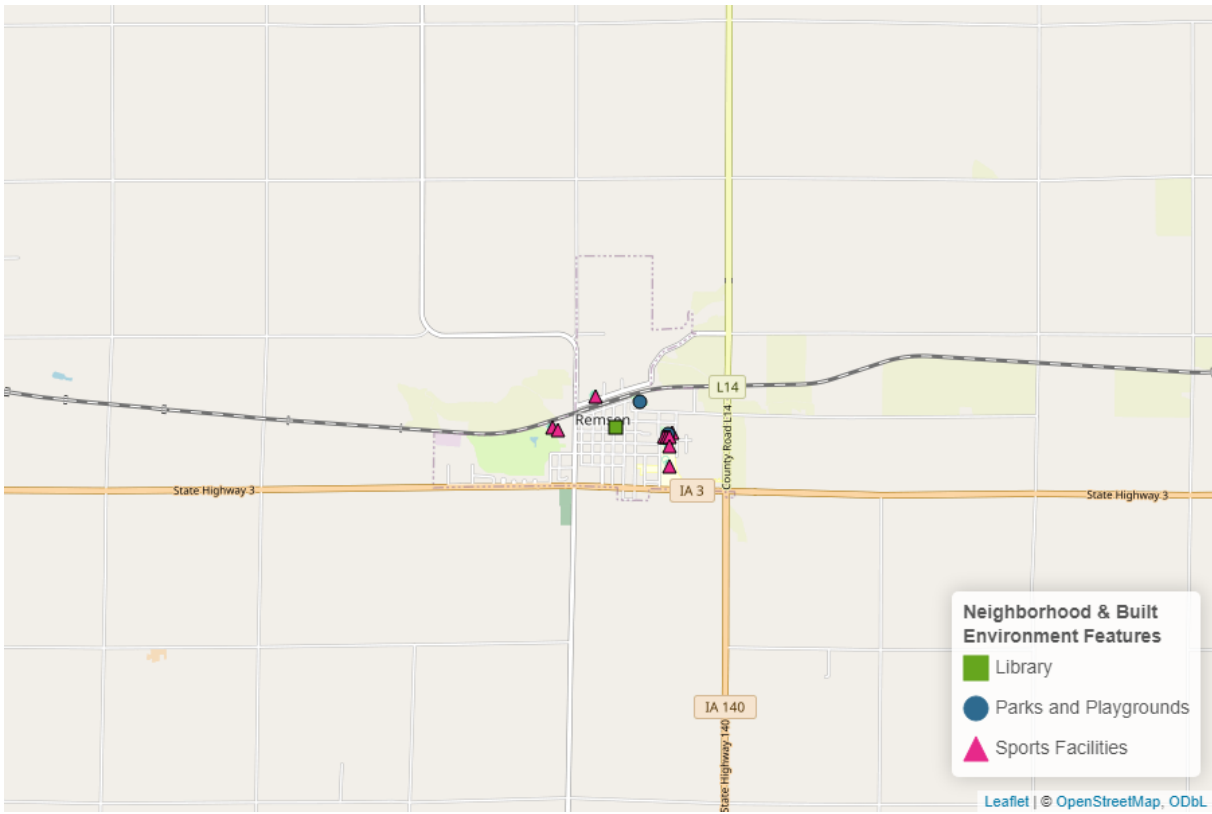 L14
Remsen
County Road L14
State Highway 3
IA 3
State Highway 3
Neighborhood & Built
Environment Features
Library
Parks and Playgrounds
Sports Facilities
IA 140
State Highway 140
Leaflet | © OpenStreetMap, ODbL